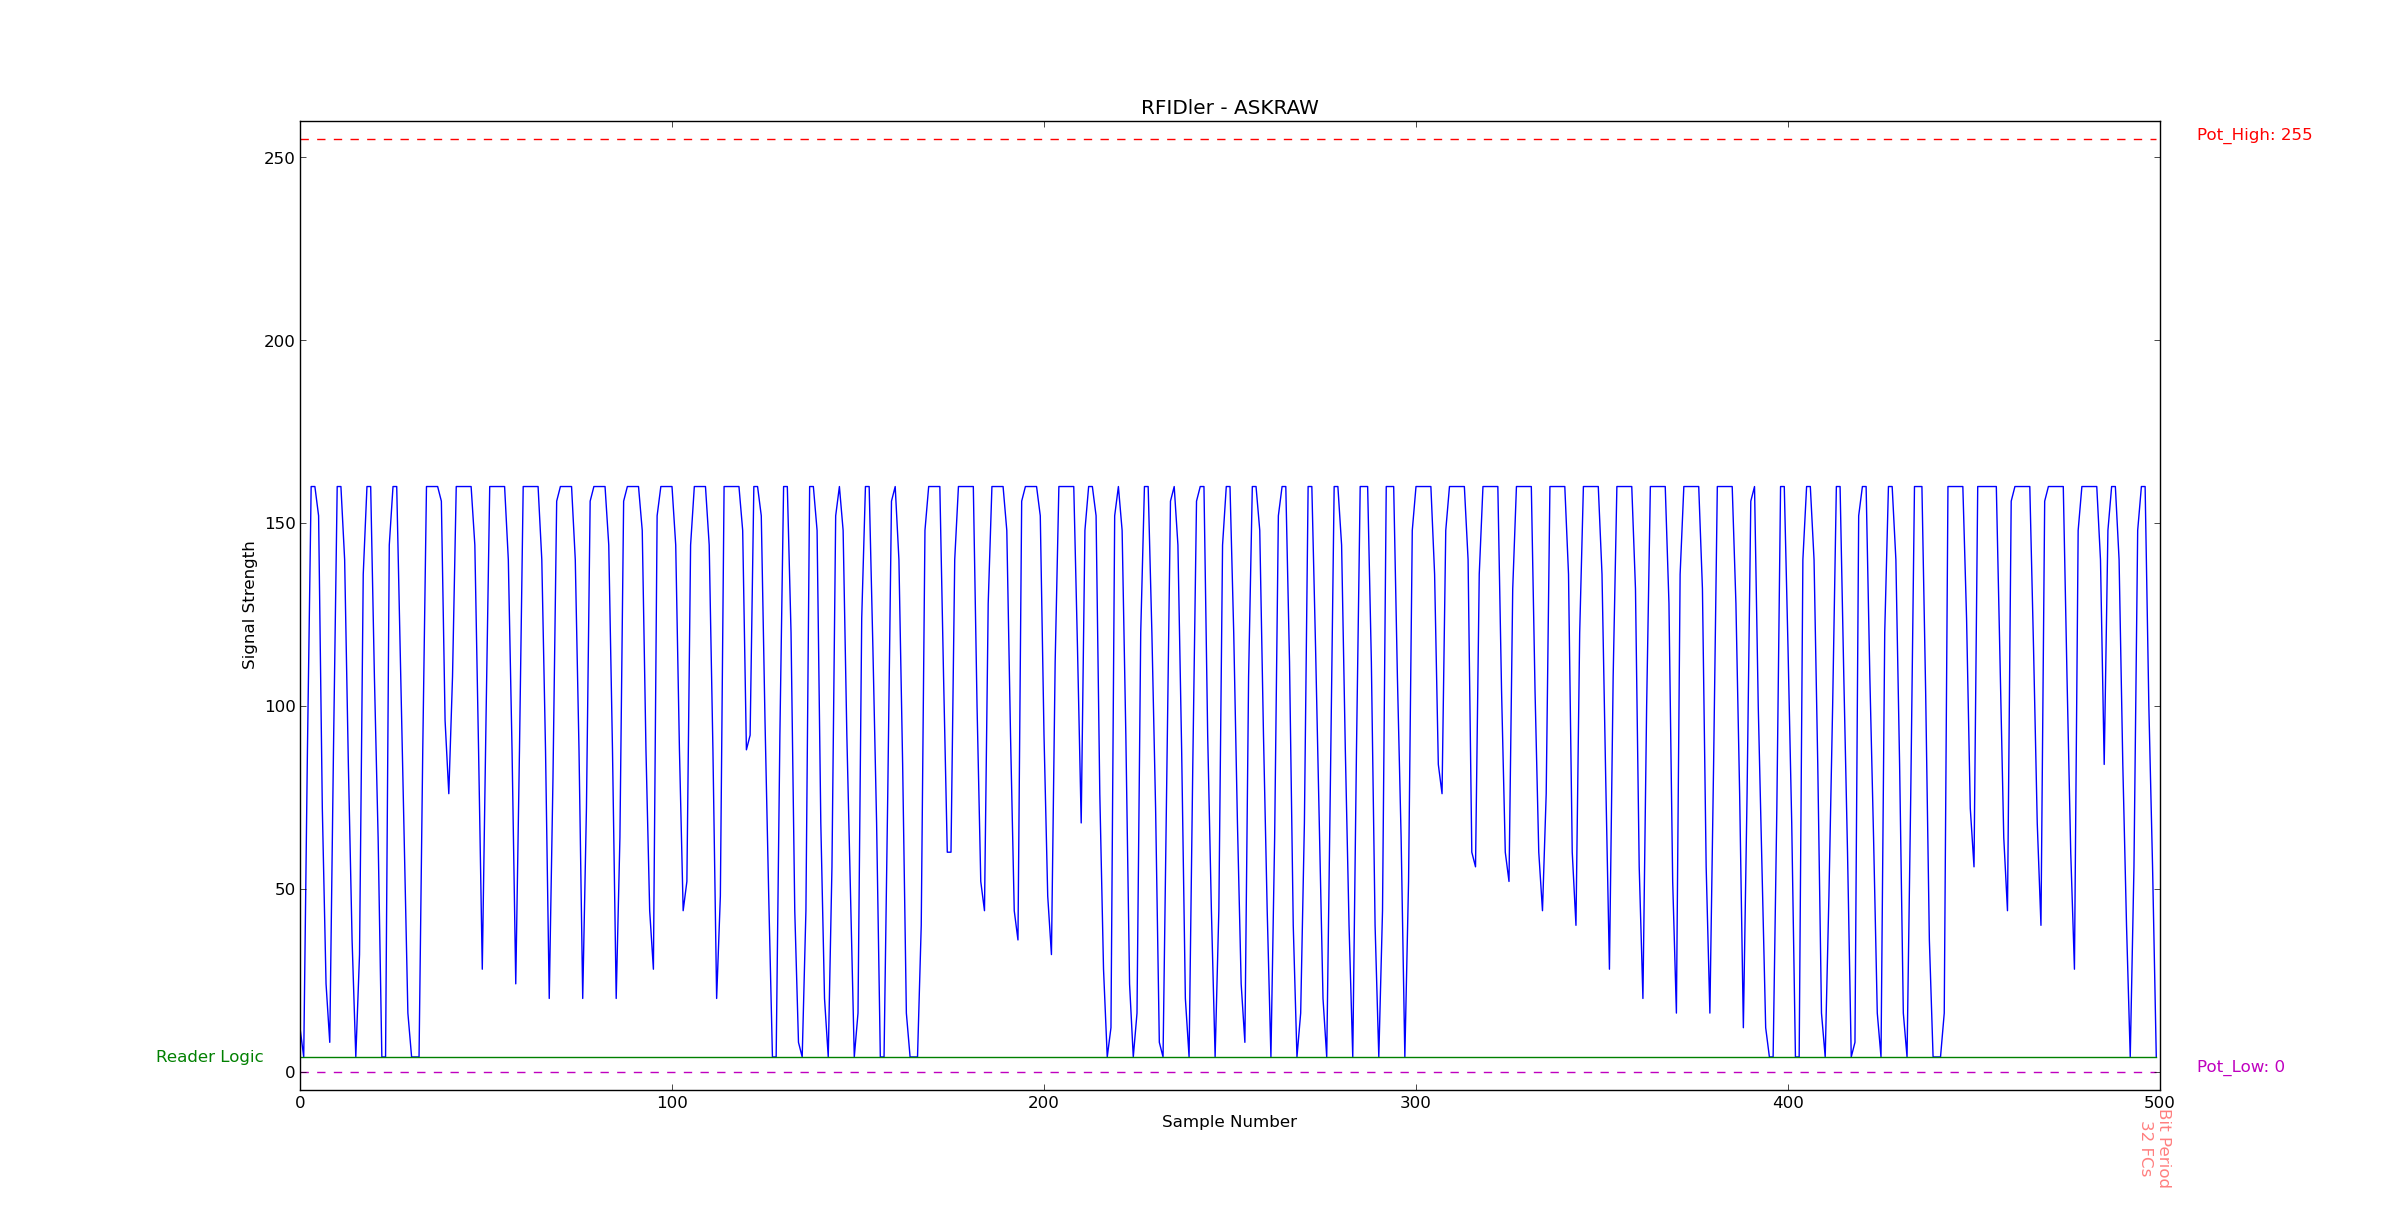 RFIDler - ASKRAW
Pot_High: 255
250
200
150
100
50
0
Signal Strength
Reader Logic
Pot_Low: 0
0 100 200 300 400 500
Sample Number
Bit Period
32 FCs